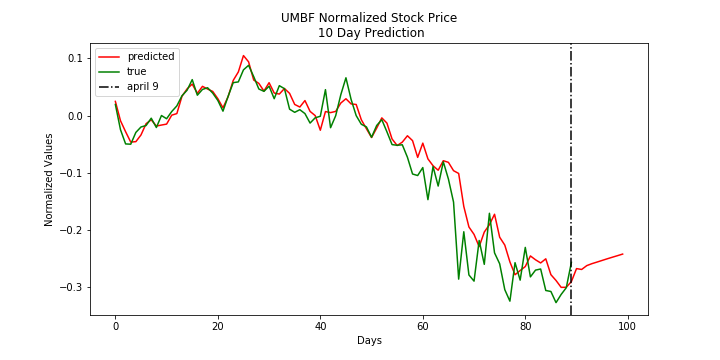 UMBF Normalized Stock Price
10 Day Prediction
predicted
true
april 9
Normalized Values
0.1
0.0
−0.1
−0.2
−0.3
0
20
40
60
80
100
Days